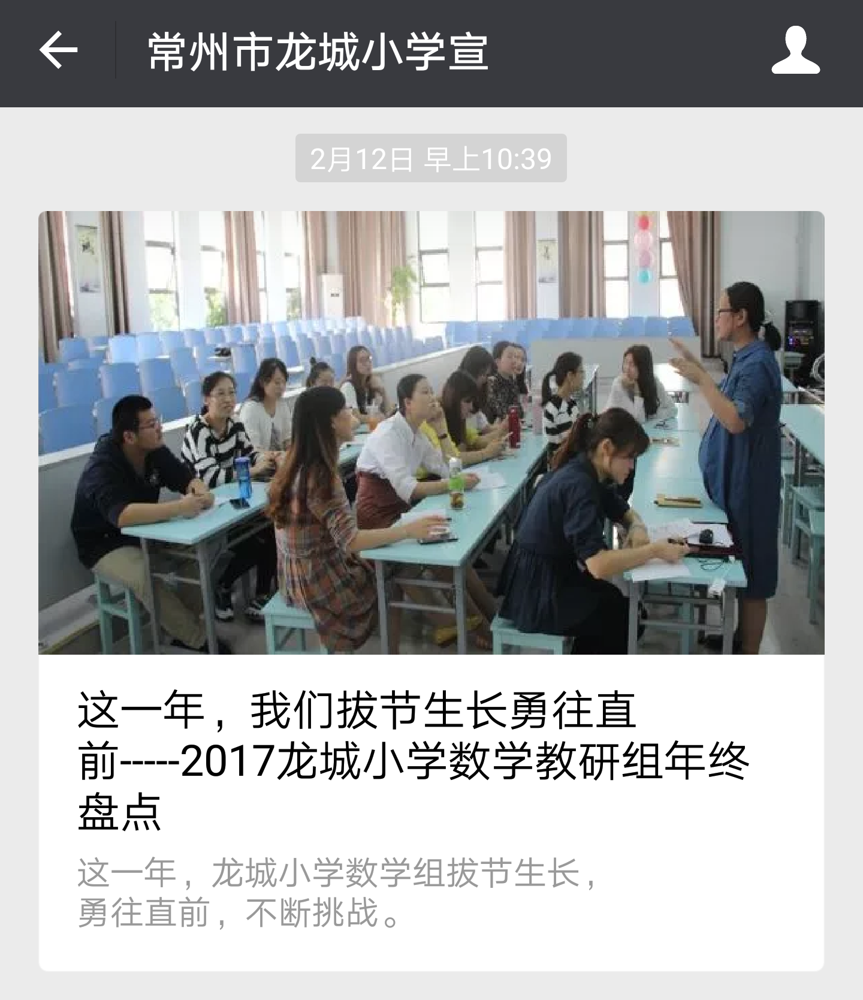 常州市龙城小学宣
2月12日 早上10:39
这一年，我们拔节生长勇往直
前-----2017龙城小学数学教研组年终
盘点
这一年，龙城小学数学组拔节生长，
勇往直前，不断挑战。